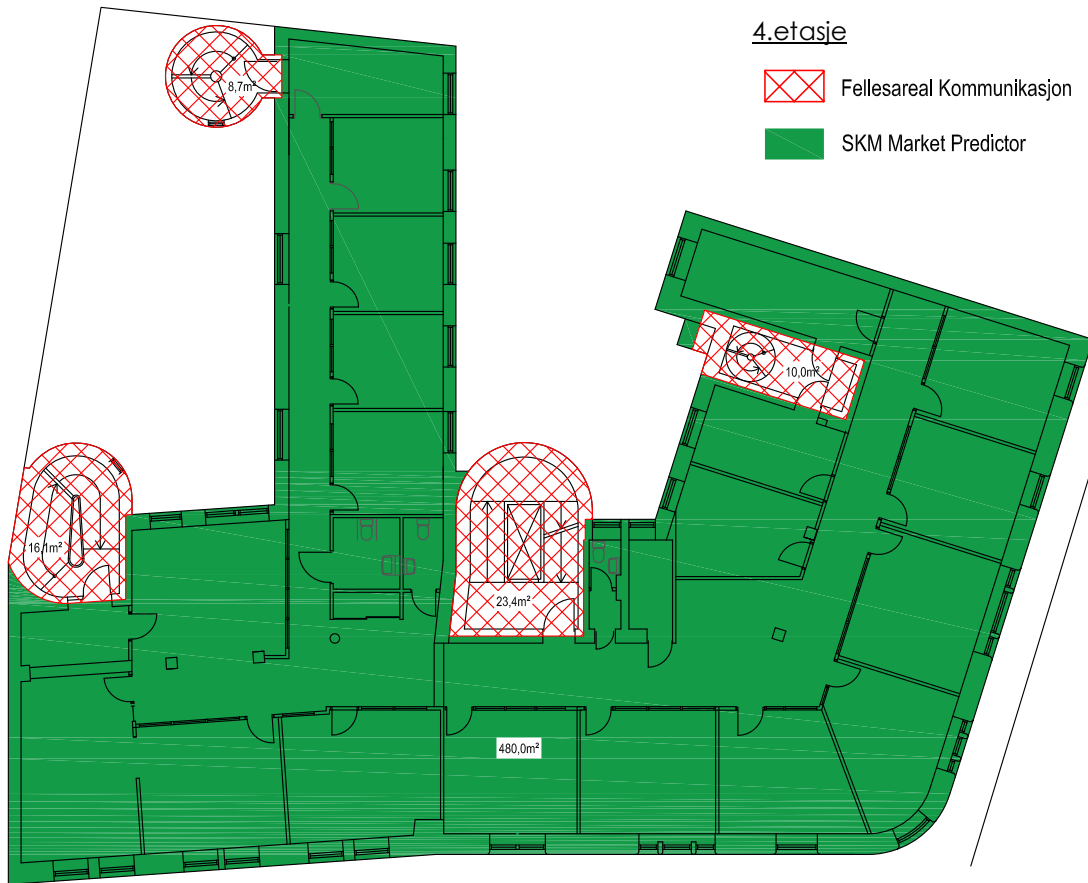 4.etasje
Fellesareal Kommunikasjon
SKM Market Predictor
8,7m²
10,0m²
16,1m²
23,4m²
480,0m²